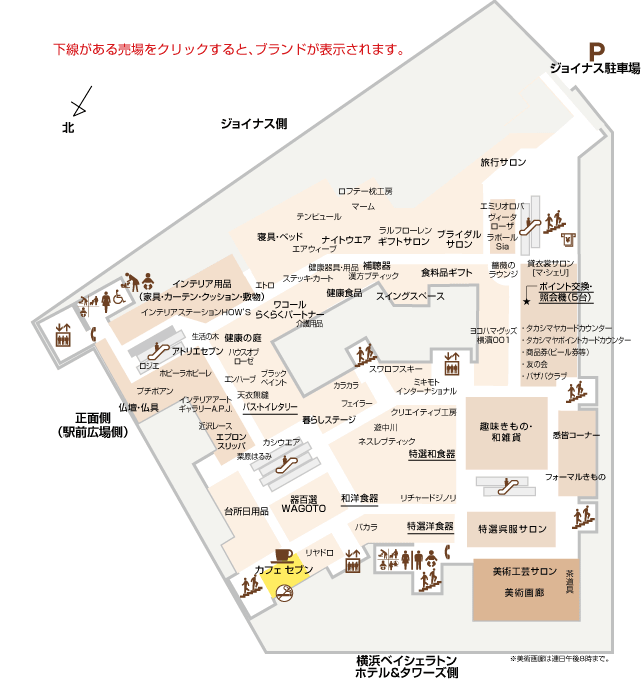 下線がある売場をクリックすると、ブランドが表示されます。
P
ジョイナス駐車場
北
ジョイナス側
旅行サロン
ロフテー枕工房
マーム
テンピュール
エミリオロバ
ヴィータ
ローザ
ラポール
Sia
寝具・ベッド
ナイトウエア
エアウィーブ
ラルフローレン
ギフトサロン
ブライダル
サロン
健康器具・用品
補聴器
ステッキ・カート
漢方ブティック
食料品ギフト
薔薇の
ラウンジ
貸衣裳サロン
[マ・シェリ]
インテリア用品
(家具・カーテン・クッション・敷物)
エトロ
健康食品
スイングスペース
ポイント交換・
照会機(5台)
★
ワコール
らくらくパートナー
介護用品
インテリアステーションHOW'S
ヨコハマ・グッズ
横濱001
・タカシマヤカードカウンター
・タカシマヤポイントカードカウンター
・商品券(ビール券等)
・友の会
・バザパクラブ
生活の木
健康の庭
アトリエセブン
ハウスオブ
ローゼ
ロジエ
ホピーラホピーレ
エンハーブ
ブラック
ペイント
スワロフスキー
カラカラ
ミキモト
インターナショナル
プチボアン
天衣無縫
インテリアアート
ギャラリーA.P.J.
バス・トイレタリー
フェイラー
クリエイティブ工房
仏壇・仏具
暮らしステージ
遊中川
ネスレブティック
趣味きもの・
和雑貨
悉皆コーナー
正面側
(駅前広場側)
近沢レース
エプロン
スリッパ
カシウエア
栗原はるみ
特選和食器
フォーマルきもの
台所日用品
器百選
WAGOTO
和洋食器
リチャードジノリ
バカラ
特選洋食器
特選呉服サロン
リヤドロ
カフェ セブン
美術工芸サロン
美術画廊
茶道具
横浜ベイシェラトン
ホテル&タワーズ側
※美術画廊は連日午後8時まで。